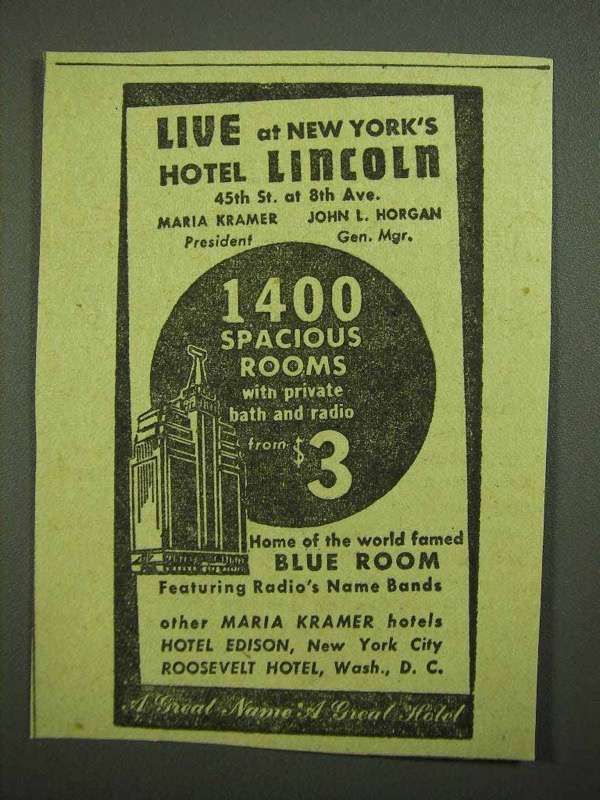 LIVE at NEW YORK'S
HOTEL LINCOLN
45th St. at 8th Ave.
MARIA KRAMER JOHN L. HORGAN
President Gen. Mgr.
1400
SPACIOUS
ROOMS
with private
bath and radio
from $3
Home of the world famed
BLUE ROOM
Featuring Radio's Name Bands
other MARIA KRAMER hotels
HOTEL EDISON, New York City
ROOSEVELT HOTEL, Wash., D. C.
A Great Name A Great Hotel